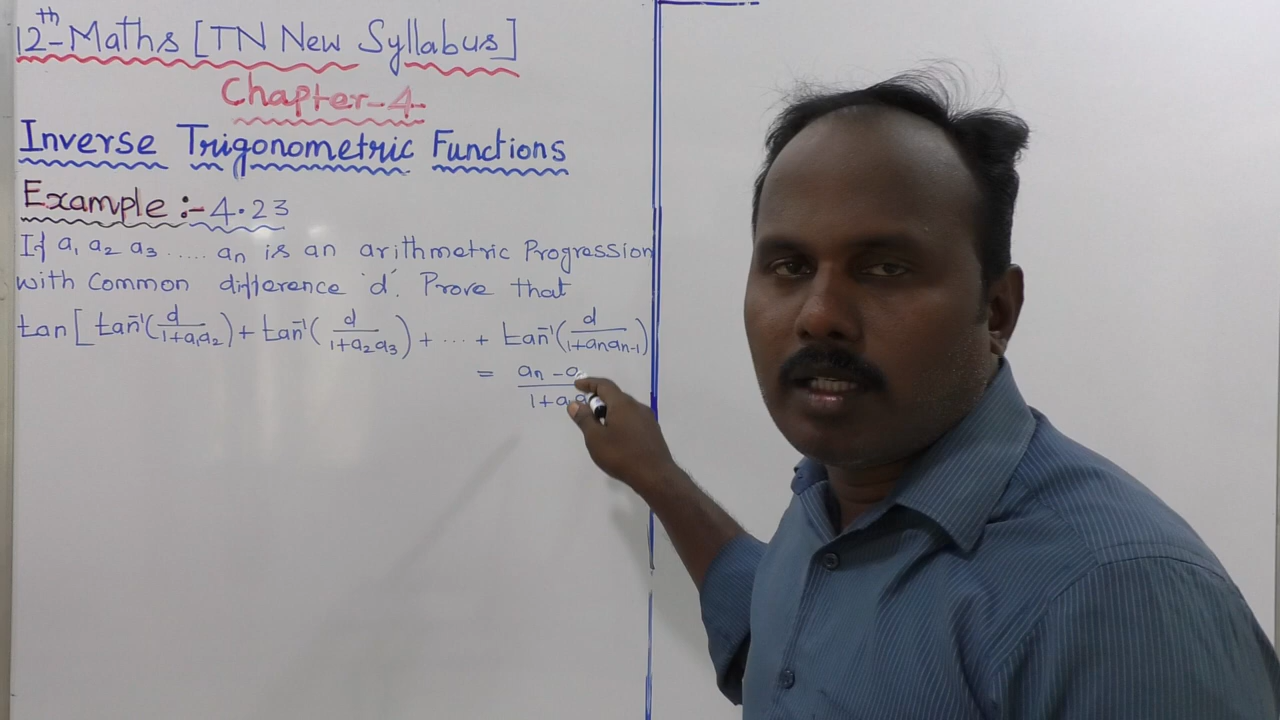 12th-Maths [TN New Syllabus]
Chapter-4
Inverse Trigonometric Functions
Example :- 4.23
If a₁ a₂ a₃ ..... aₙ is an arithmetric Progression
with Common difference 'd'. Prove that
tan[ tan⁻¹(d/1+a₁a₂) + tan⁻¹(d/1+a₂a₃) + ... + tan⁻¹(d/1+aₙaₙ₋₁)
= aₙ - a / 1+a₁a